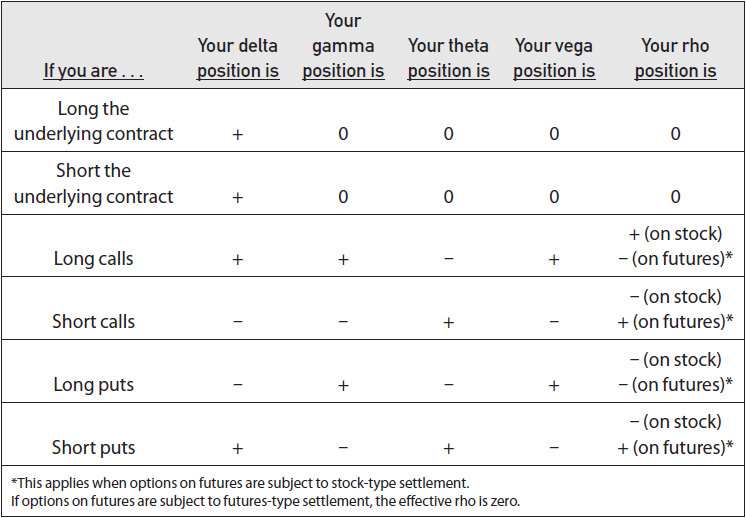 If you are . . . Your delta position is Your gamma position is Your theta position is Your vega position is Your rho position is
Long the
underlying contract + 0 0 0 0
Short the
underlying contract + 0 0 0 0
+ (on stock)
Long calls + + – + – (on futures)*
– (on stock)
Short calls – – + – + (on futures)*
– (on stock)
Long puts – + – + – (on futures)*
– (on stock)
Short puts + – + – + (on futures)*
*This applies when options on futures are subject to stock-type settlement.
If options on futures are subject to futures-type settlement, the effective rho is zero.